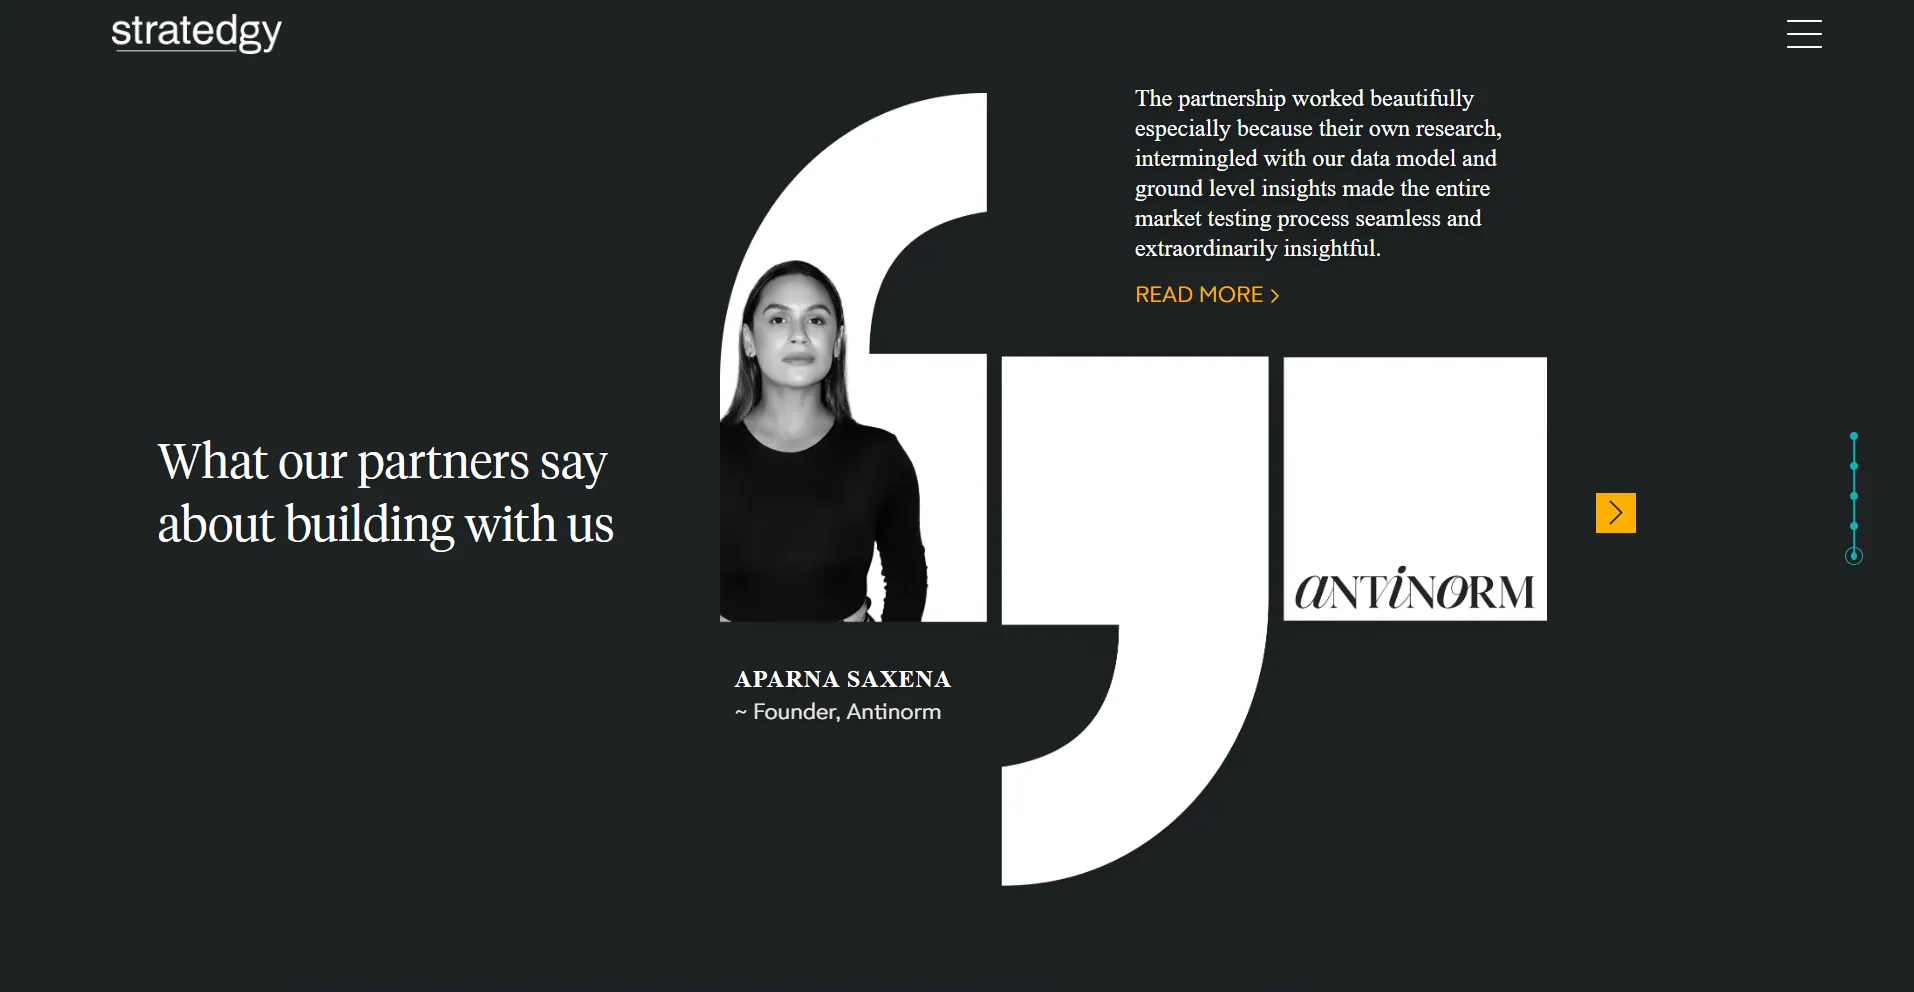 stratedgy
The partnership worked beautifully
especially because their own research,
intermingled with our data model and
ground level insights made the entire
market testing process seamless and
extraordinarily insightful.
READ MORE >
What our partners say
about building with us
ANTiNORM
APARNA SAXENA
~ Founder, Antinorm